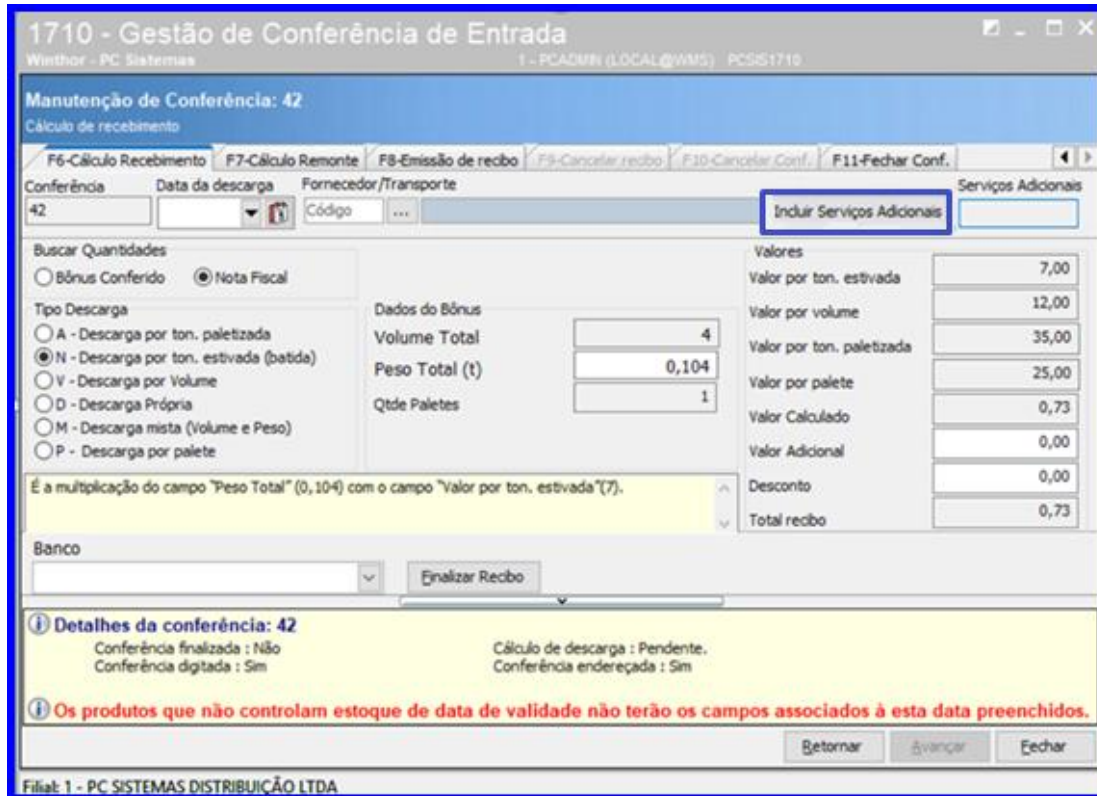 1710 - Gestão de Conferência de Entrada
Winthor - PC Sistemas 1 - PCADMIN (LOCAL@WMS) PCSIS1710
Manutenção de Conferência: 42
Cálculo de recebimento
F6-Cálculo Recebimento F7-Cálculo Remonte F8-Emissão de recibo F9-Cancelar recibo F10-Cancelar Conf. F11-Fechar Conf.
Conferência Data da descarga Fornecedor/Transporte Serviços Adicionais
42 Código ... Incluir Serviços Adicionais
Buscar Quantidades
Bônus Conferido Nota Fiscal
Tipo Descarga
A - Descarga por ton. paletizada
N - Descarga por ton. estivada (batida)
V - Descarga por Volume
D - Descarga Própria
M - Descarga mista (Volume e Peso)
P - Descarga por palete
Dados do Bônus
Volume Total 4
Peso Total (t) 0,104
Qtde Paletes 1
Valores
Valor por ton. estivada 7,00
Valor por volume 12,00
Valor por ton. paletizada 35,00
Valor por palete 25,00
Valor Calculado 0,73
Valor Adicional 0,00
Desconto 0,00
Total recibo 0,73
É a multiplicação do campo "Peso Total" (0,104) com o campo "Valor por ton. estivada"(7).
Banco
Finalizar Recibo
Detalhes da conferência: 42
Conferência finalizada : Não Cálculo de descarga : Pendente.
Conferência digitada : Sim Conferência endereçada : Sim
Os produtos que não controlam estoque de data de validade não terão os campos associados à esta data preenchidos.
Retornar Avançar Fechar
Filial: 1 - PC SISTEMAS DISTRIBUIÇÃO LTDA